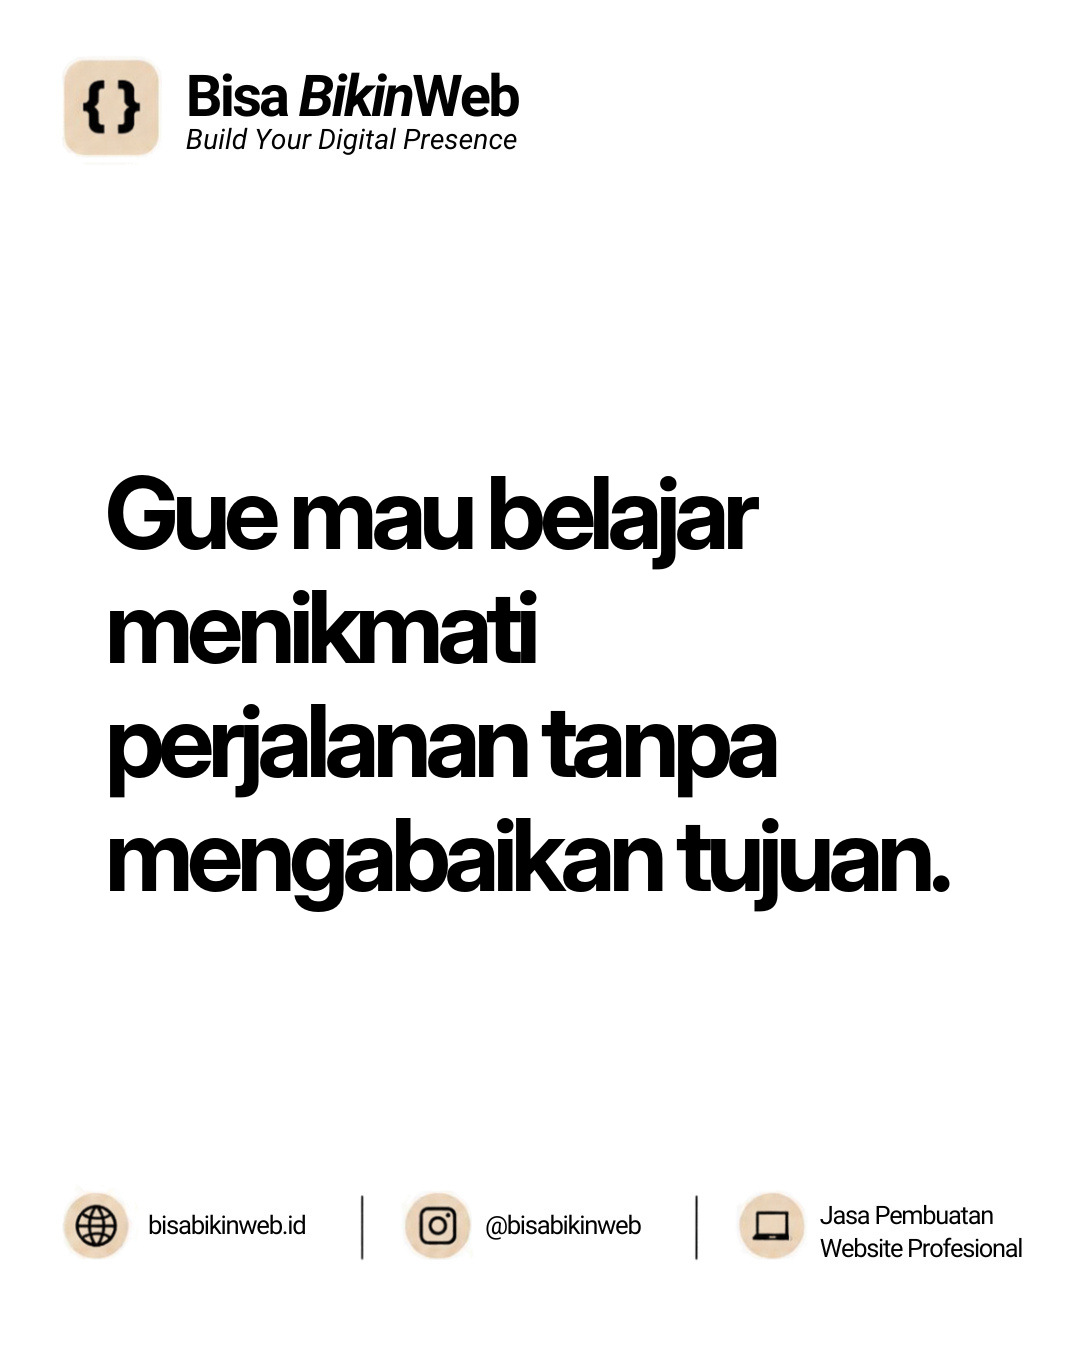 { }
Bisa BikinWeb
Build Your Digital Presence
Gue mau belajar
menikmati
perjalanan tanpa
mengabaikan tujuan.
bisabikinweb.id
@bisabikinweb
Jasa Pembuatan
Website Profesional